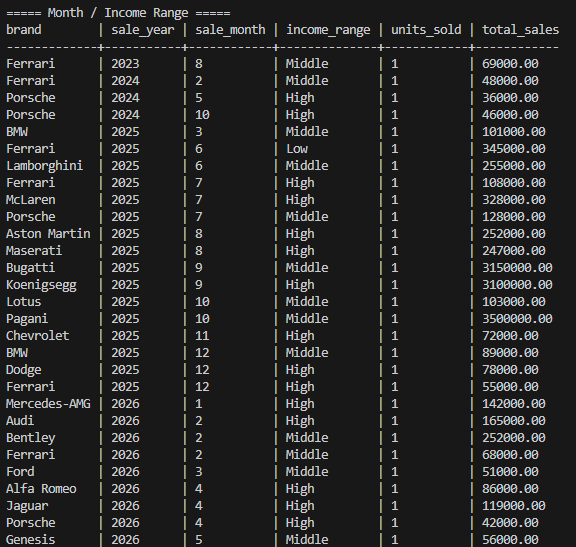 ===== Month / Income Range =====
brand        | sale_year | sale_month | income_range | units_sold | total_sales
-------------+-----------+------------+--------------+------------+------------
Ferrari      | 2023      | 8          | Middle       | 1          | 69000.00
Ferrari      | 2024      | 2          | Middle       | 1          | 48000.00
Porsche      | 2024      | 5          | High         | 1          | 36000.00
Porsche      | 2024      | 10         | High         | 1          | 46000.00
BMW          | 2025      | 3          | Middle       | 1          | 101000.00
Ferrari      | 2025      | 6          | Low          | 1          | 345000.00
Lamborghini  | 2025      | 6          | Middle       | 1          | 255000.00
Ferrari      | 2025      | 7          | High         | 1          | 108000.00
McLaren      | 2025      | 7          | High         | 1          | 328000.00
Porsche      | 2025      | 7          | Middle       | 1          | 128000.00
Aston Martin | 2025      | 8          | High         | 1          | 252000.00
Maserati     | 2025      | 8          | High         | 1          | 247000.00
Bugatti      | 2025      | 9          | Middle       | 1          | 3150000.00
Koenigsegg   | 2025      | 9          | High         | 1          | 3100000.00
Lotus        | 2025      | 10         | Middle       | 1          | 103000.00
Pagani       | 2025      | 10         | Middle       | 1          | 3500000.00
Chevrolet    | 2025      | 11         | High         | 1          | 72000.00
BMW          | 2025      | 12         | Middle       | 1          | 89000.00
Dodge        | 2025      | 12         | High         | 1          | 78000.00
Ferrari      | 2025      | 12         | High         | 1          | 55000.00
Mercedes-AMG | 2026      | 1          | High         | 1          | 142000.00
Audi         | 2026      | 2          | High         | 1          | 165000.00
Bentley      | 2026      | 2          | Middle       | 1          | 252000.00
Ferrari      | 2026      | 2          | Middle       | 1          | 68000.00
Ford         | 2026      | 3          | Middle       | 1          | 51000.00
Alfa Romeo   | 2026      | 4          | High         | 1          | 86000.00
Jaguar       | 2026      | 4          | High         | 1          | 119000.00
Porsche      | 2026      | 4          | High         | 1          | 42000.00
Genesis      | 2026      | 5          | Middle       | 1          | 56000.00